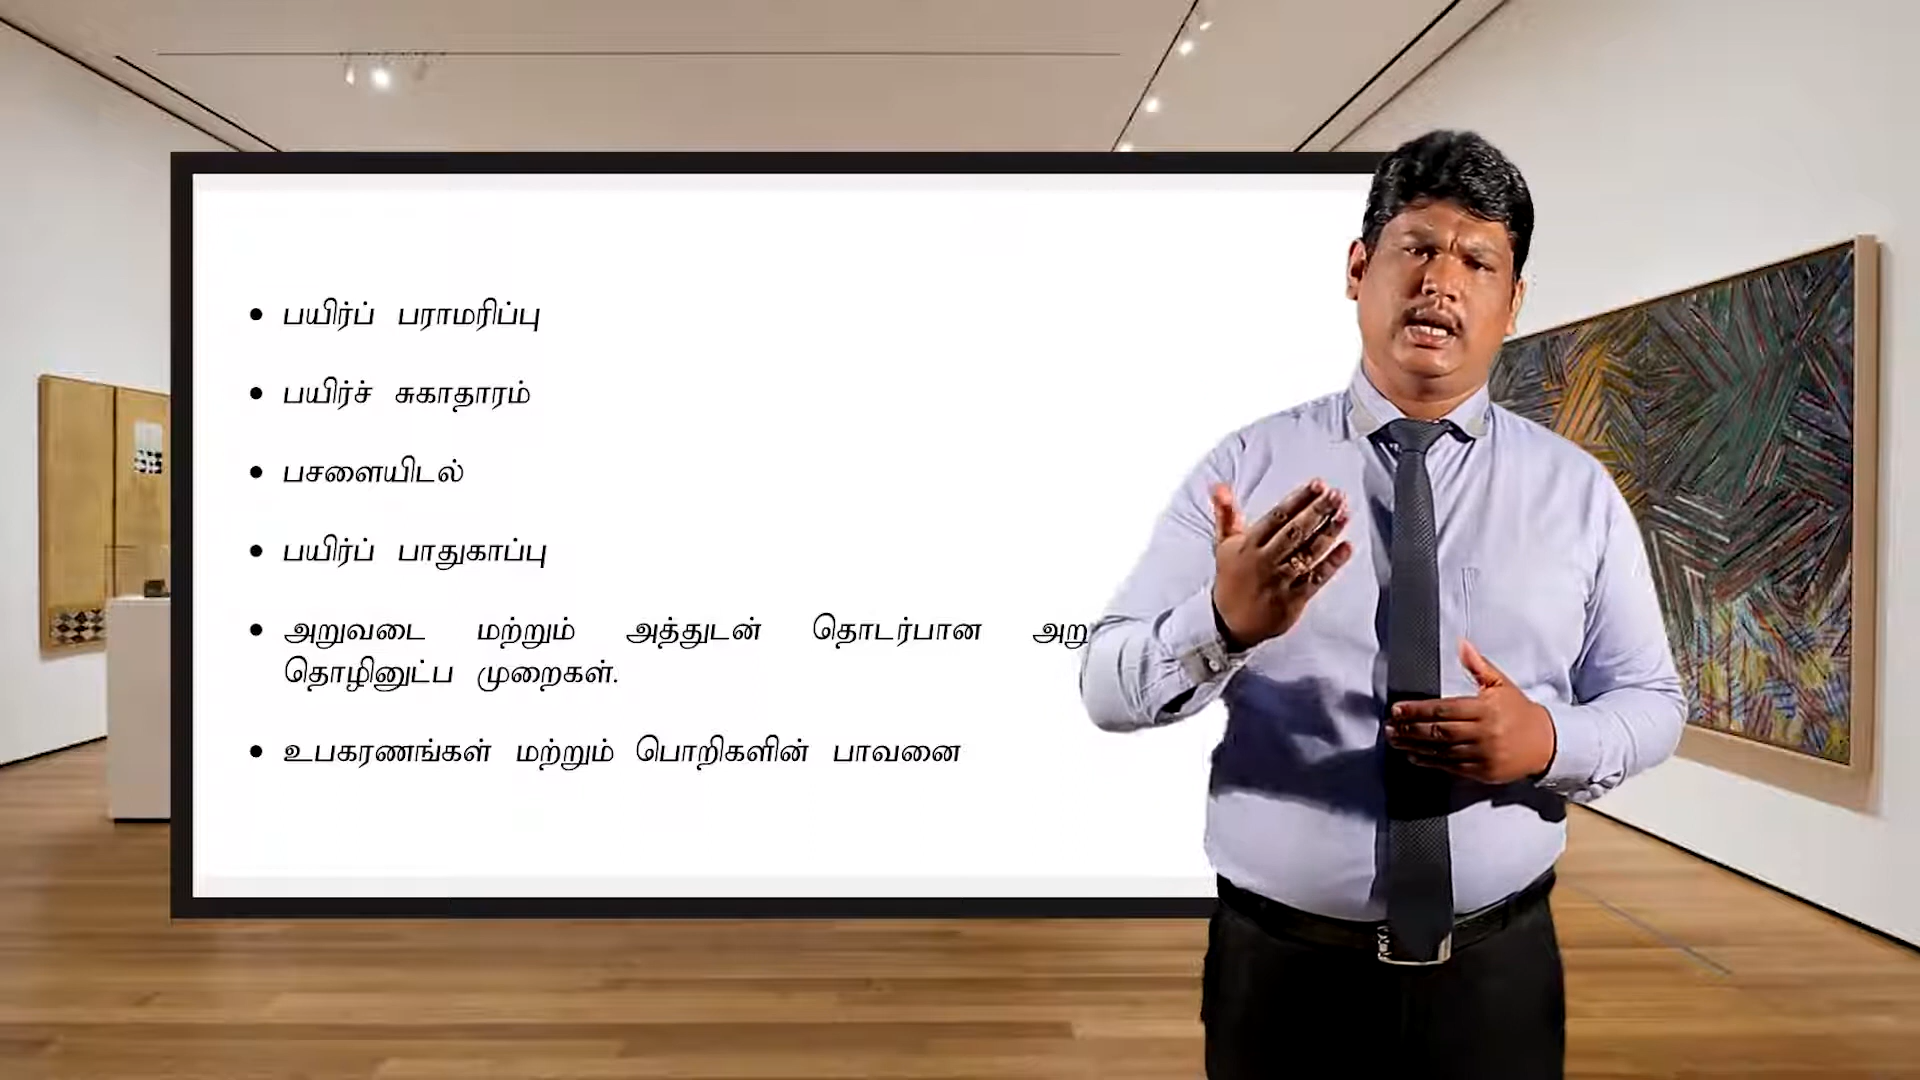 • பயிர்ப் பராமரிப்பு
• பயிர்ச் சுகாதாரம்
• பசளையிடல்
• பயிர்ப் பாதுகாப்பு
• அறுவடை மற்றும் அத்துடன் தொடர்பான
தொழினுட்ப முறைகள்.
• உபகரணங்கள் மற்றும் பொறிகளின் பாவனை